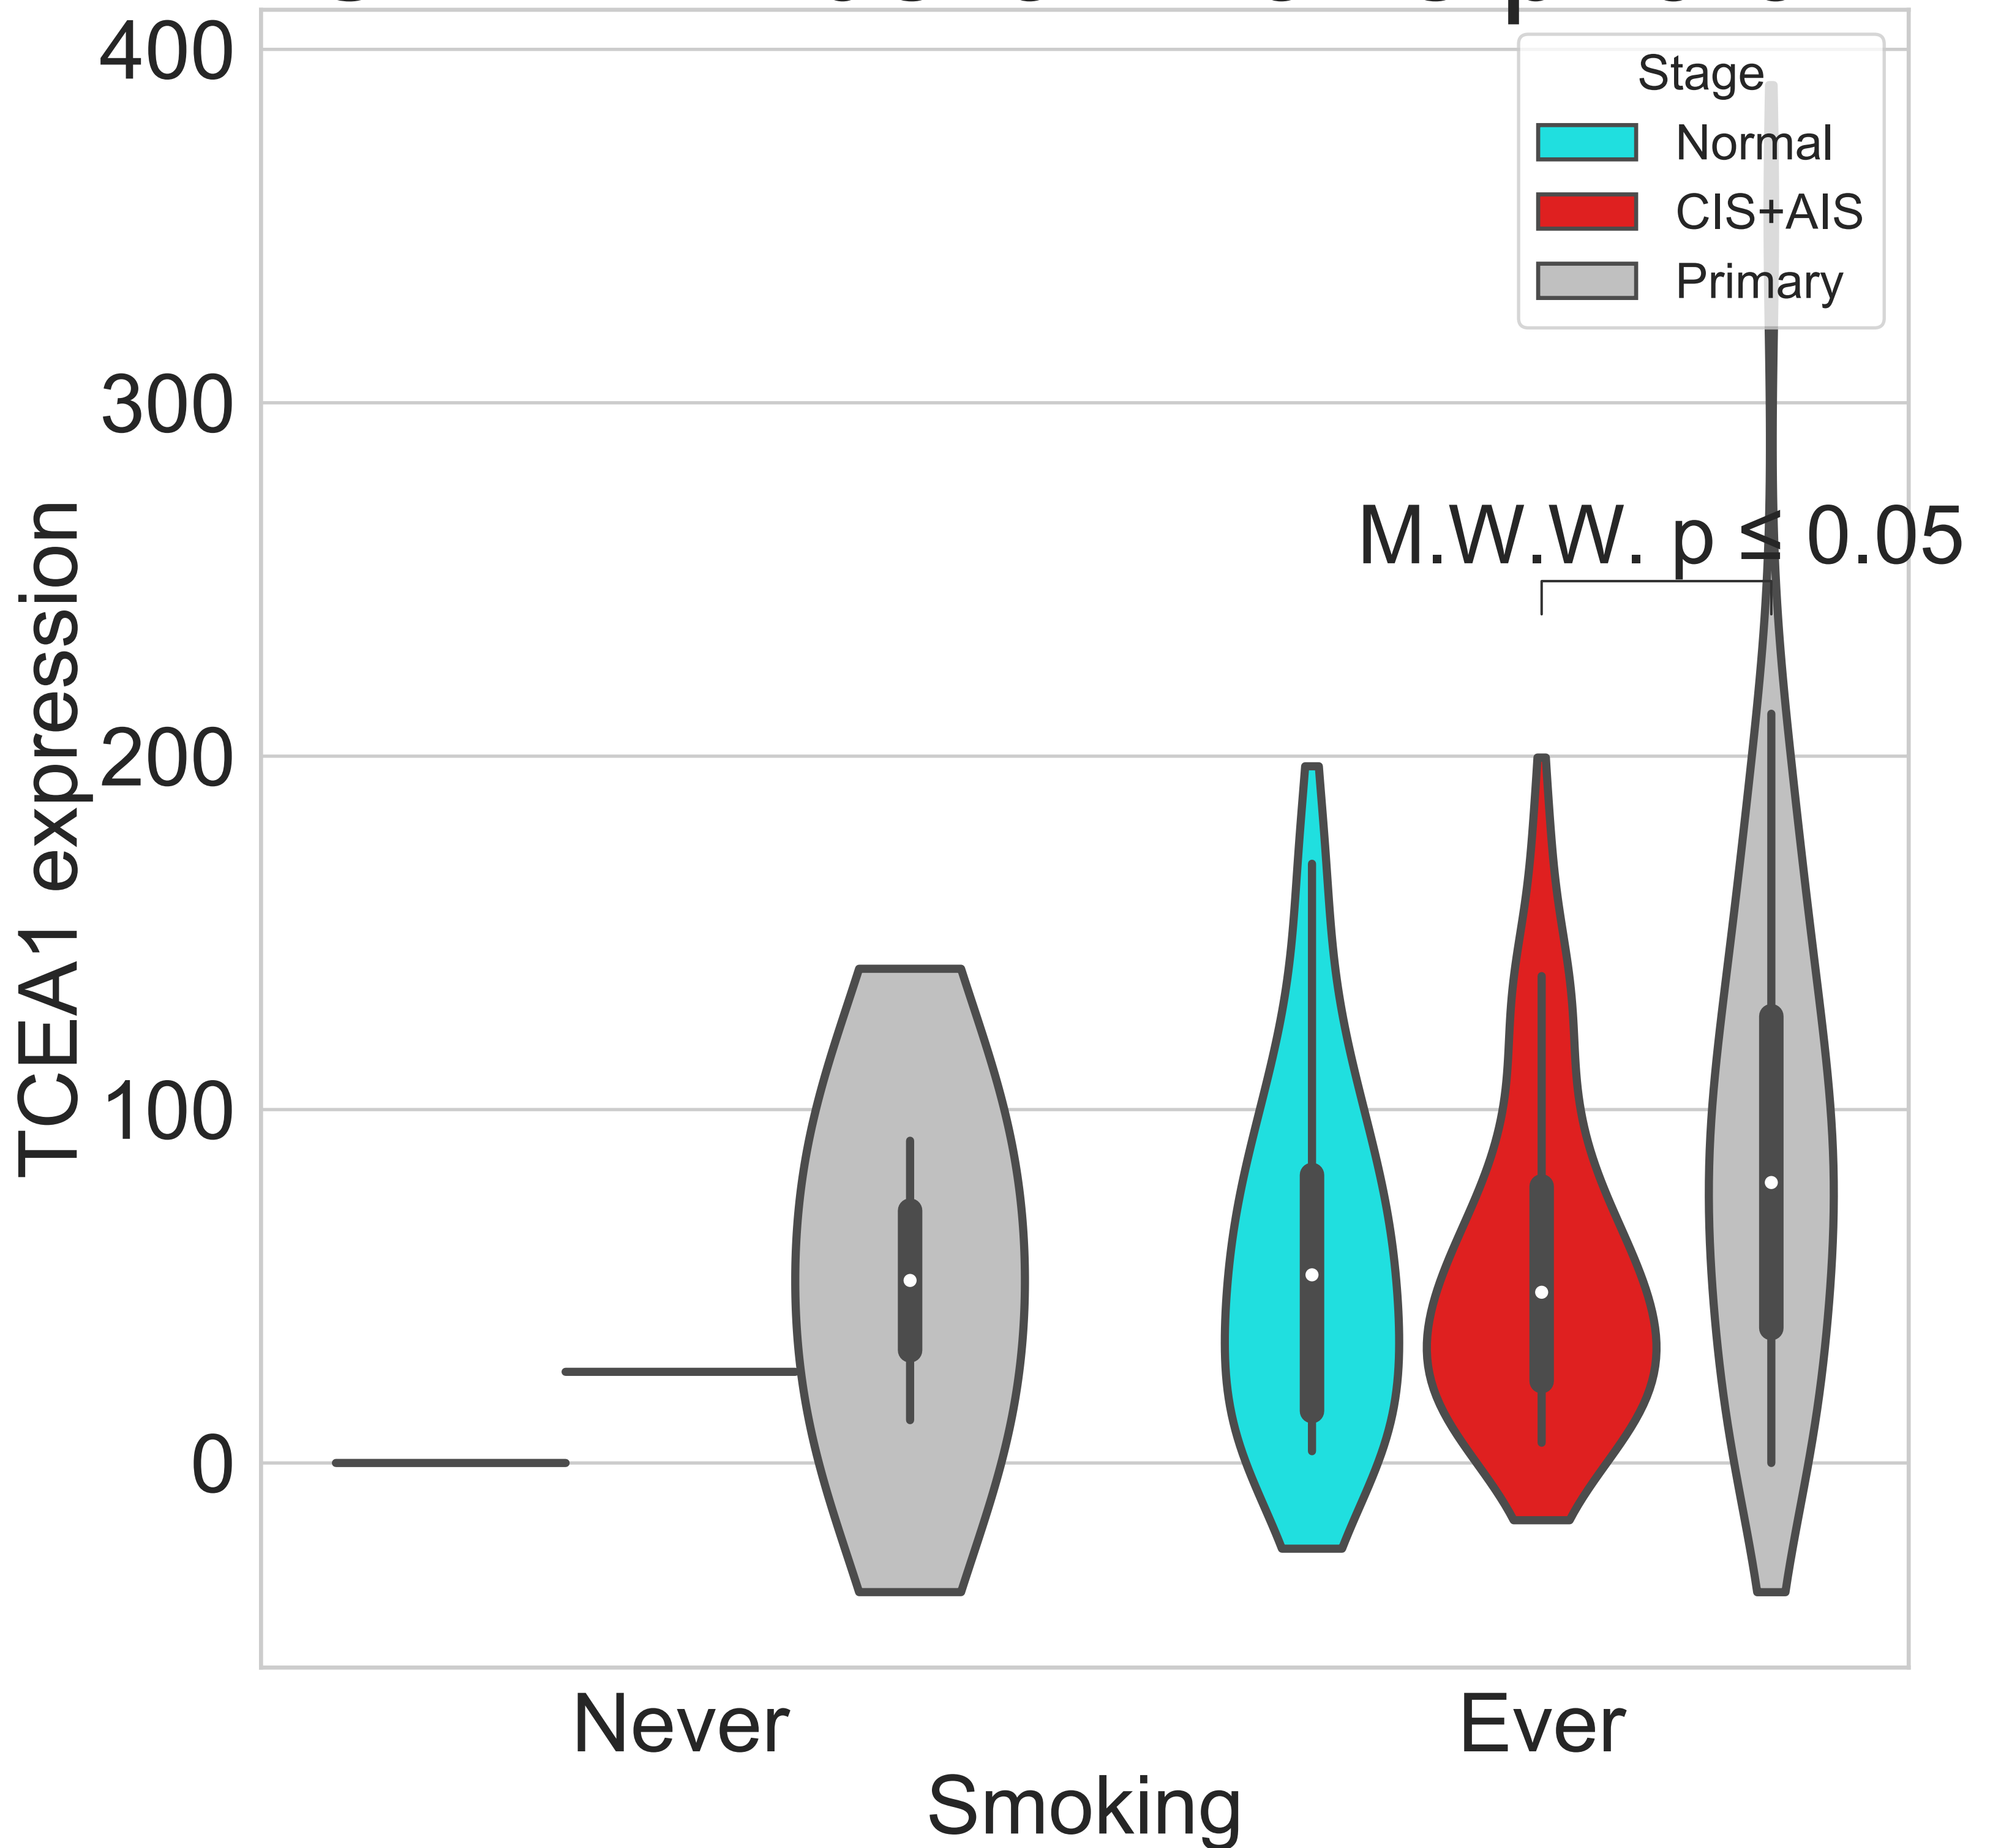 400
Stage
Normal
CIS+AIS
Primary
300
M.W.W. p ≤ 0.05
TCEA1 expression
200
100
0
Never
Ever
Smoking